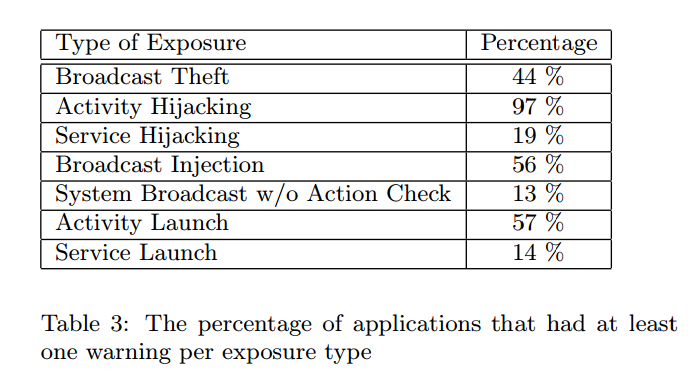 Type of Exposure Percentage
Broadcast Theft 44 %
Activity Hijacking 97 %
Service Hijacking 19 %
Broadcast Injection 56 %
System Broadcast w/o Action Check 13 %
Activity Launch 57 %
Service Launch 14 %
Table 3: The percentage of applications that had at least
one warning per exposure type